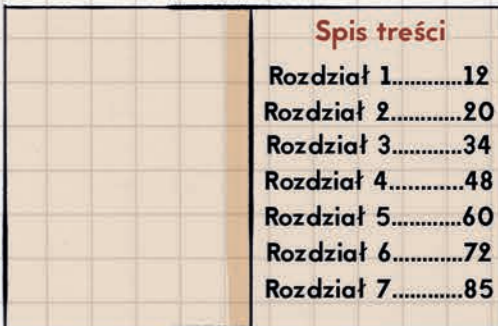 Spis treści
Rozdział 1............12
Rozdział 2............20
Rozdział 3............34
Rozdział 4............48
Rozdział 5............60
Rozdział 6............72
Rozdział 7............85